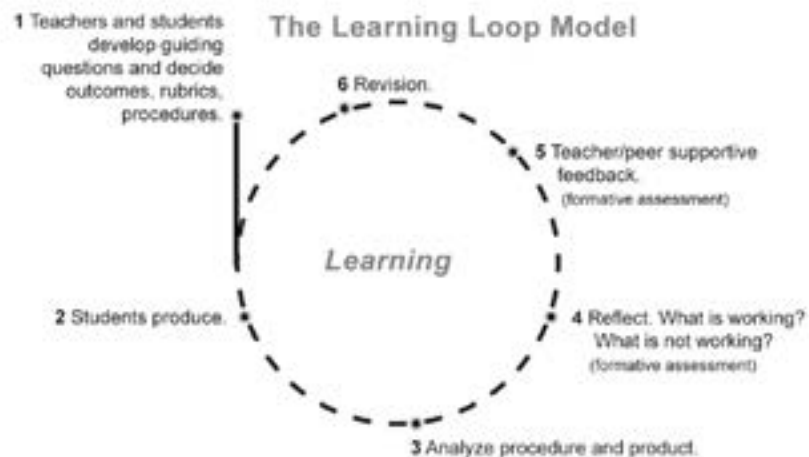 The Learning Loop Model
1 Teachers and students
develop guiding
questions and decide
outcomes, rubrics,
procedures.
6 Revision.
5 Teacher/peer supportive
feedback.
(formative assessment)
Learning
2 Students produce.
4 Reflect. What is working?
What is not working?
(formative assessment)
3 Analyze procedure and product.